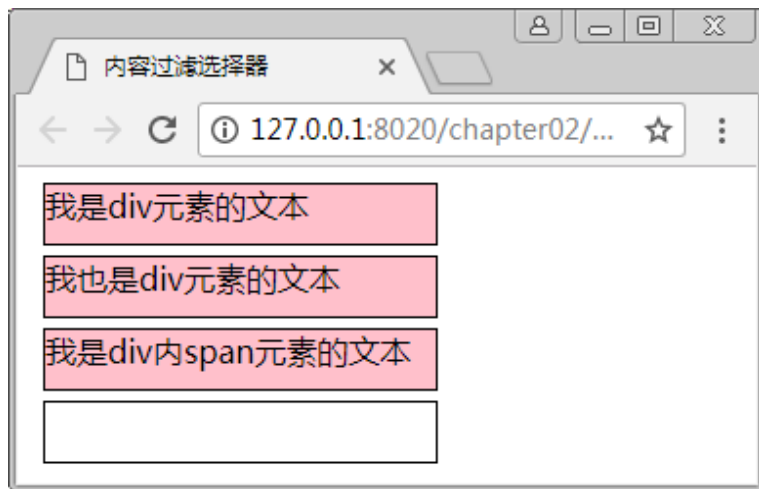 内容过滤选择器
127.0.0.1:8020/chapter02/...
我是div元素的文本
我也是div元素的文本
我是div内span元素的文本